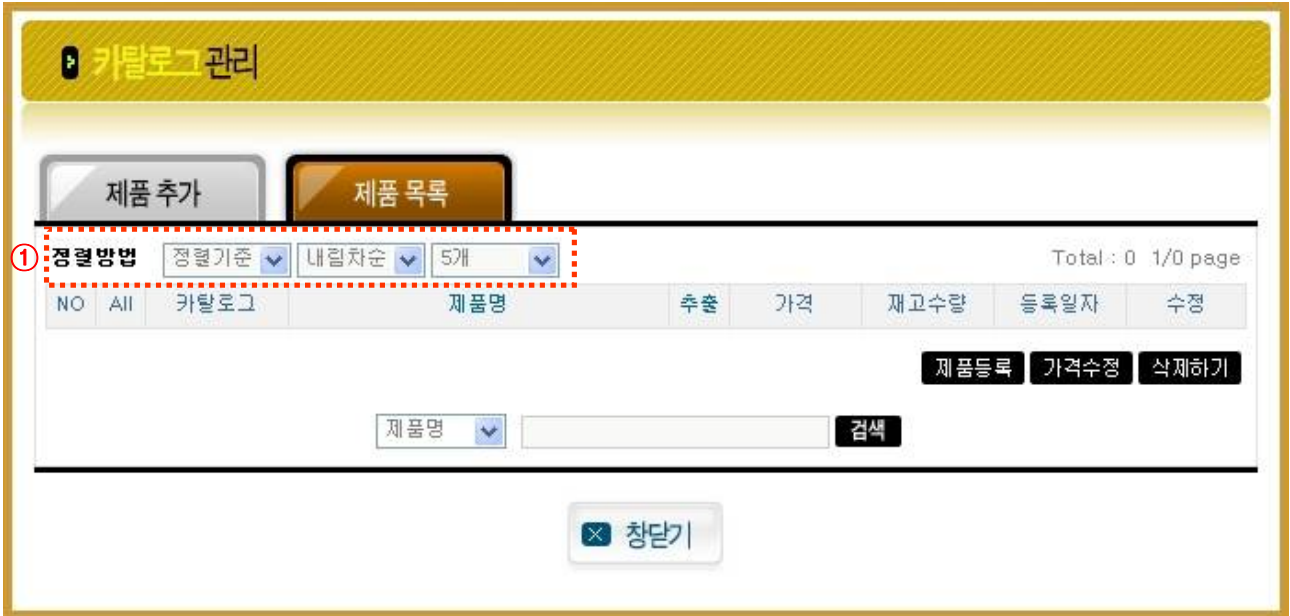 카탈로그 관리
제품 추가 제품 목록
① 정렬방법 정렬기준 내림차순 5개 Total : 0 1/0 page
NO All 카탈로그 제품명 추출 가격 재고수량 등록일자 수정
제품등록 가격수정 삭제하기
제품명 검색
창닫기